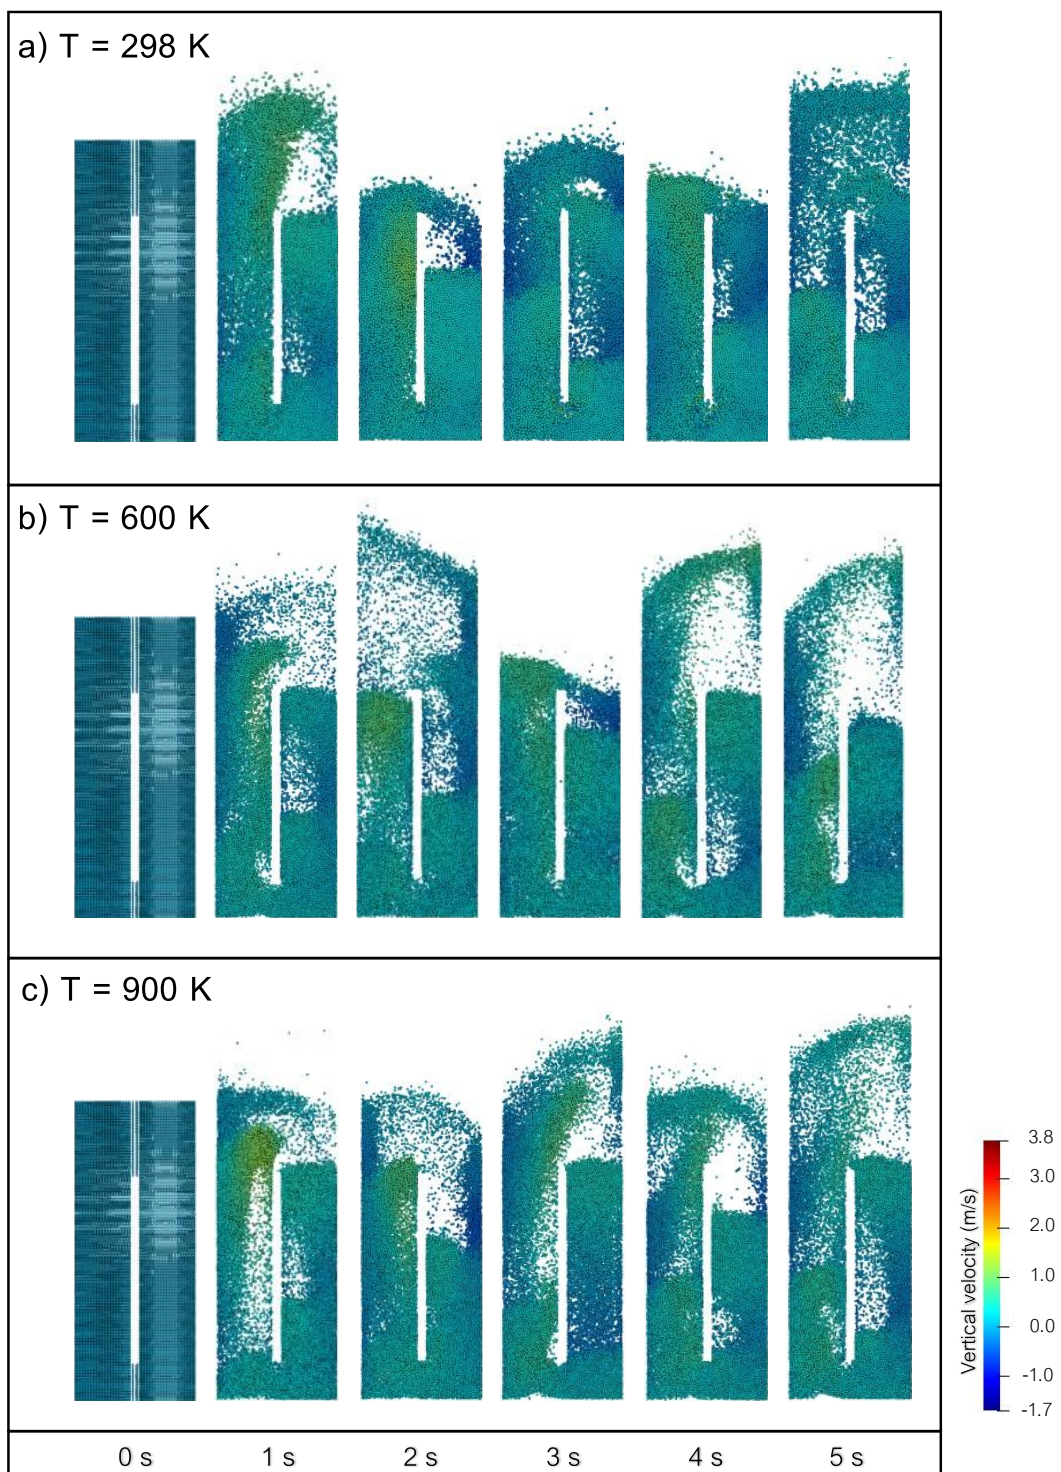 a) T = 298 K
b) T = 600 K
c) T = 900 K
Vertical velocity (m/s)
3.8
3.0
2.0
1.0
0.0
-1.0
-1.7
0 s 1 s 2 s 3 s 4 s 5 s